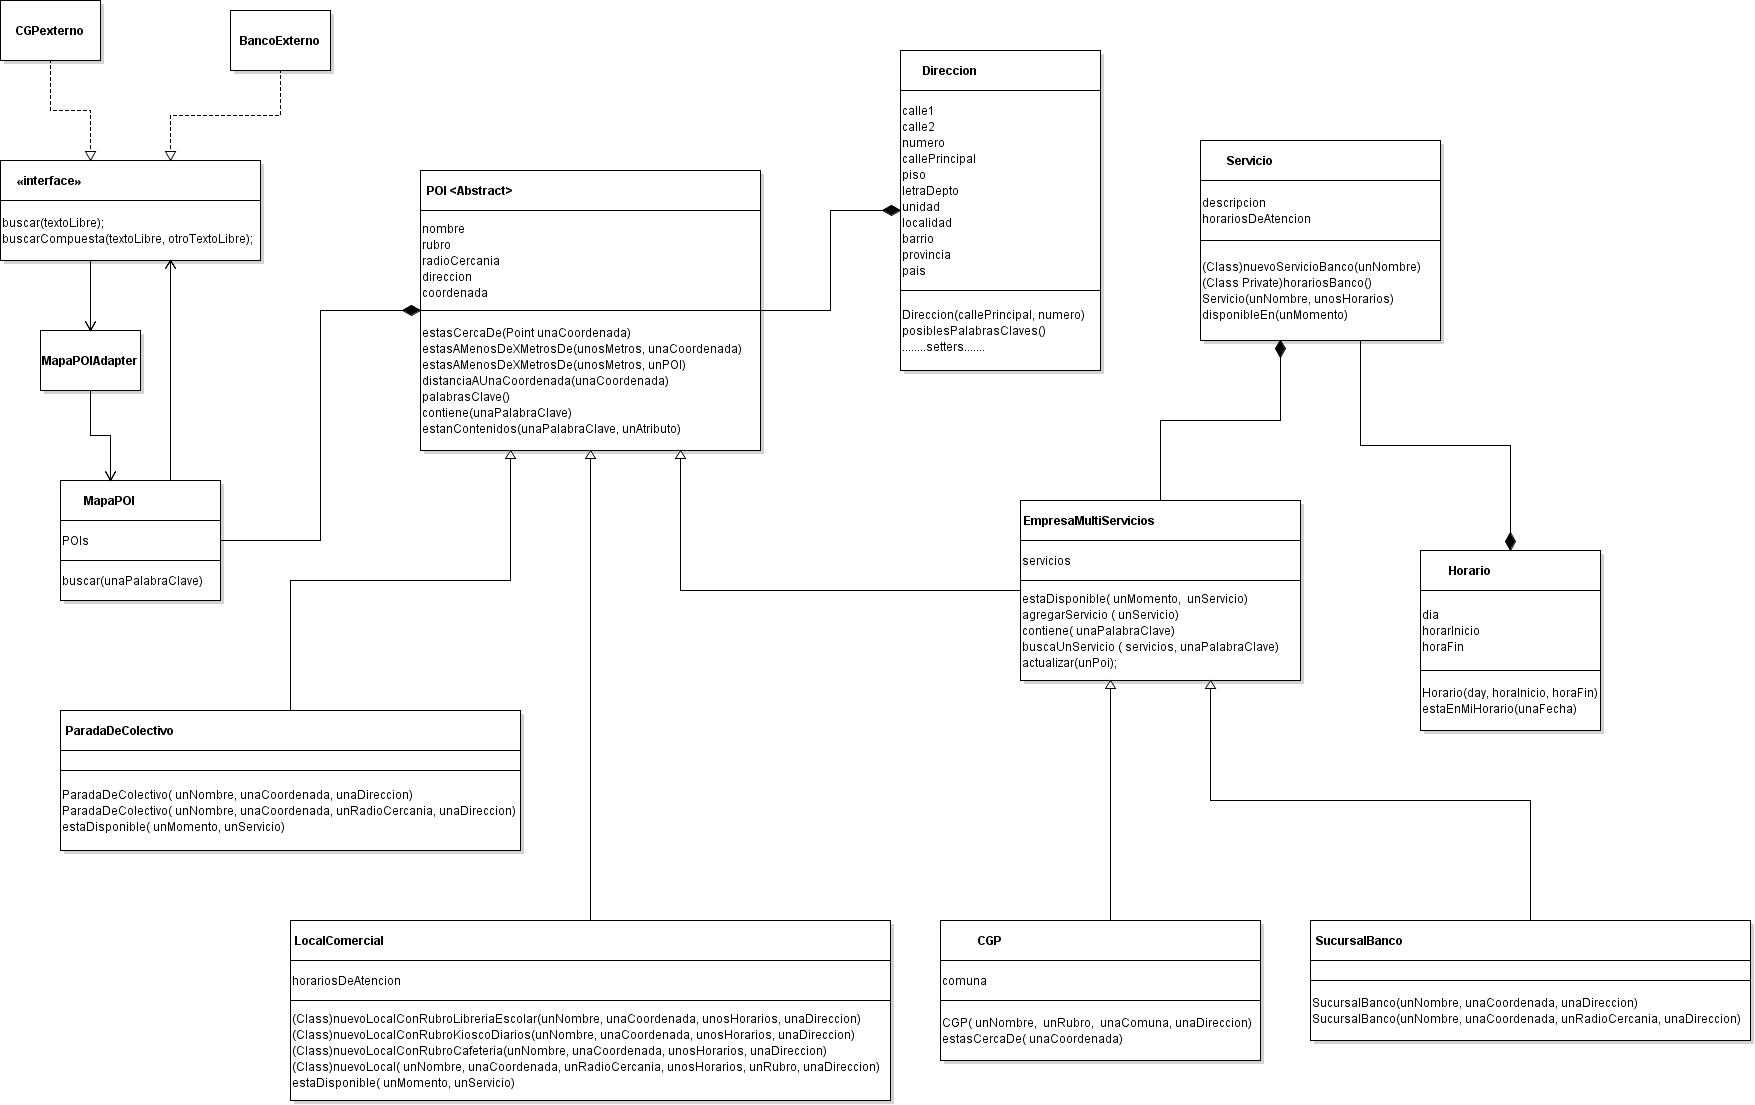 CGPexterno
BancoExterno
«interface»
buscar(textoLibre);
buscarCompuesta(textoLibre, otroTextoLibre);
MapaPOIAdapter
MapaPOI
POIs
buscar(unaPalabraClave)
POI <Abstract>
nombre
rubro
radioCercania
direccion
coordenada
estasCercaDe(Point unaCoordenada)
estasAMenosDeXMetrosDe(unosMetros, unaCoordenada)
estasAMenosDeXMetrosDe(unosMetros, unPOI)
distanciaAUnaCoordenada(unaCoordenada)
palabrasClave()
contiene(unaPalabraClave)
estanContenidos(unaPalabraClave, unAtributo)
Direccion
calle1
calle2
numero
callePrincipal
piso
letraDepto
unidad
localidad
barrio
provincia
pais
Direccion(callePrincipal, numero)
posiblesPalabrasClaves()
........setters.......
Servicio
descripcion
horariosDeAtencion
(Class)nuevoServicioBanco(unNombre)
(Class Private)horariosBanco()
Servicio(unNombre, unosHorarios)
disponibleEn(unMomento)
EmpresaMultiServicios
servicios
estaDisponible( unMomento,  unServicio)
agregarServicio ( unServicio)
contiene( unaPalabraClave)
buscaUnServicio ( servicios, unaPalabraClave)
actualizar(unPoi);
Horario
dia
horarInicio
horaFin
Horario(day, horaInicio, horaFin)
estaEnMiHorario(unaFecha)
ParadaDeColectivo
ParadaDeColectivo( unNombre, unaCoordenada, unaDireccion)
ParadaDeColectivo( unNombre, unaCoordenada, unRadioCercania, unaDireccion)
estaDisponible( unMomento, unServicio)
LocalComercial
horariosDeAtencion
(Class)nuevoLocalConRubroLibreriaEscolar(unNombre, unaCoordenada, unosHorarios, unaDireccion)
(Class)nuevoLocalConRubroKioscoDiarios(unNombre, unaCoordenada, unosHorarios, unaDireccion)
(Class)nuevoLocalConRubroCafeteria(unNombre, unaCoordenada, unosHorarios, unaDireccion)
(Class)nuevoLocal( unNombre, unaCoordenada, unRadioCercania, unosHorarios, unRubro, unaDireccion)
estaDisponible( unMomento, unServicio)
CGP
comuna
CGP( unNombre,  unRubro,  unaComuna, unaDireccion)
estasCercaDe( unaCoordenada)
SucursalBanco
SucursalBanco(unNombre, unaCoordenada, unaDireccion)
SucursalBanco(unNombre, unaCoordenada, unRadioCercania, unaDireccion)